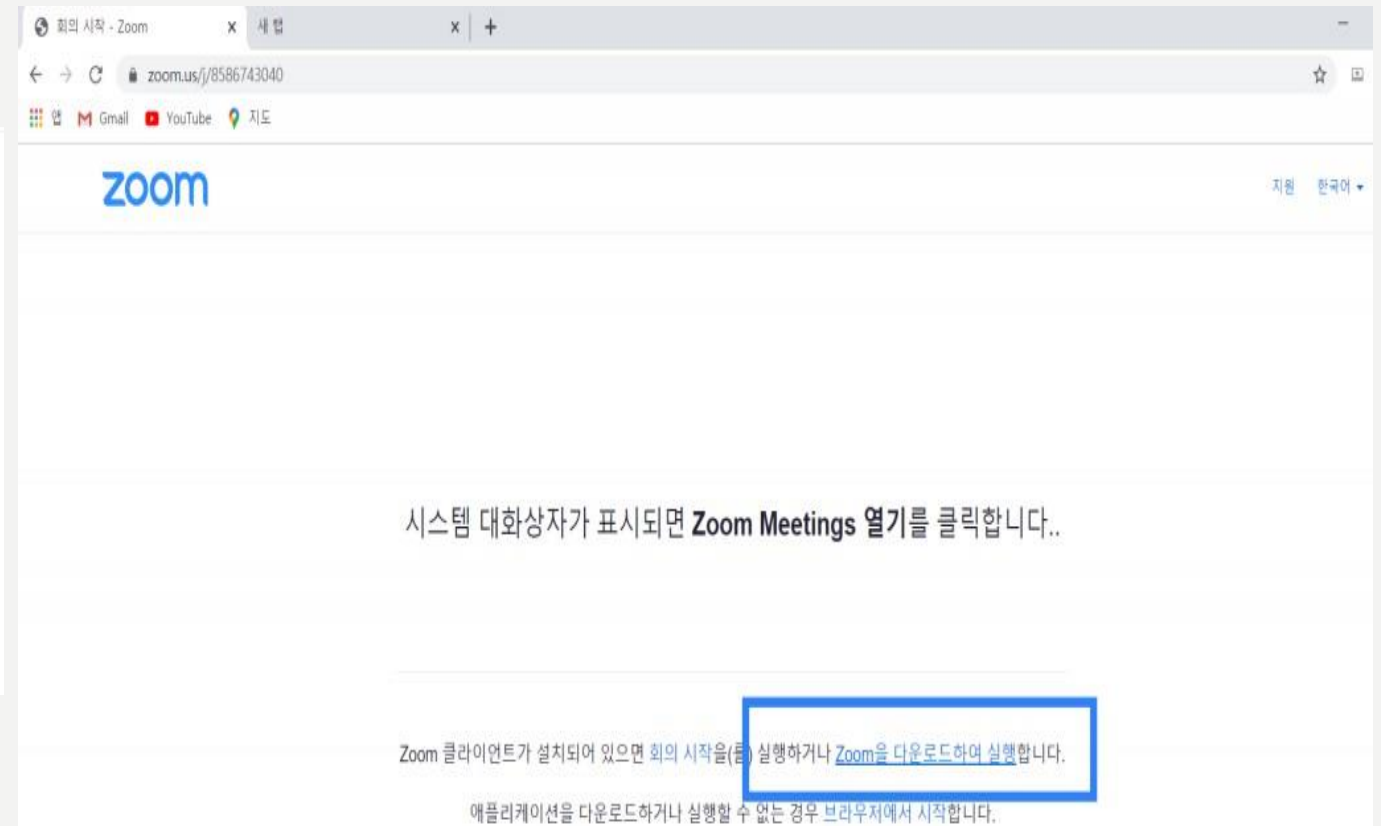 회의 시작 - Zoom x 새 탭 x +
zoom.us/j/8586743040
앱 Gmail YouTube 지도
zoom 지원 한국어
시스템 대화상자가 표시되면 Zoom Meetings 열기를 클릭합니다..
Zoom 클라이언트가 설치되어 있으면 회의 시작을(를) 실행하거나 Zoom을 다운로드하여 실행합니다.
애플리케이션을 다운로드하거나 실행할 수 없는 경우 브라우저에서 시작합니다.